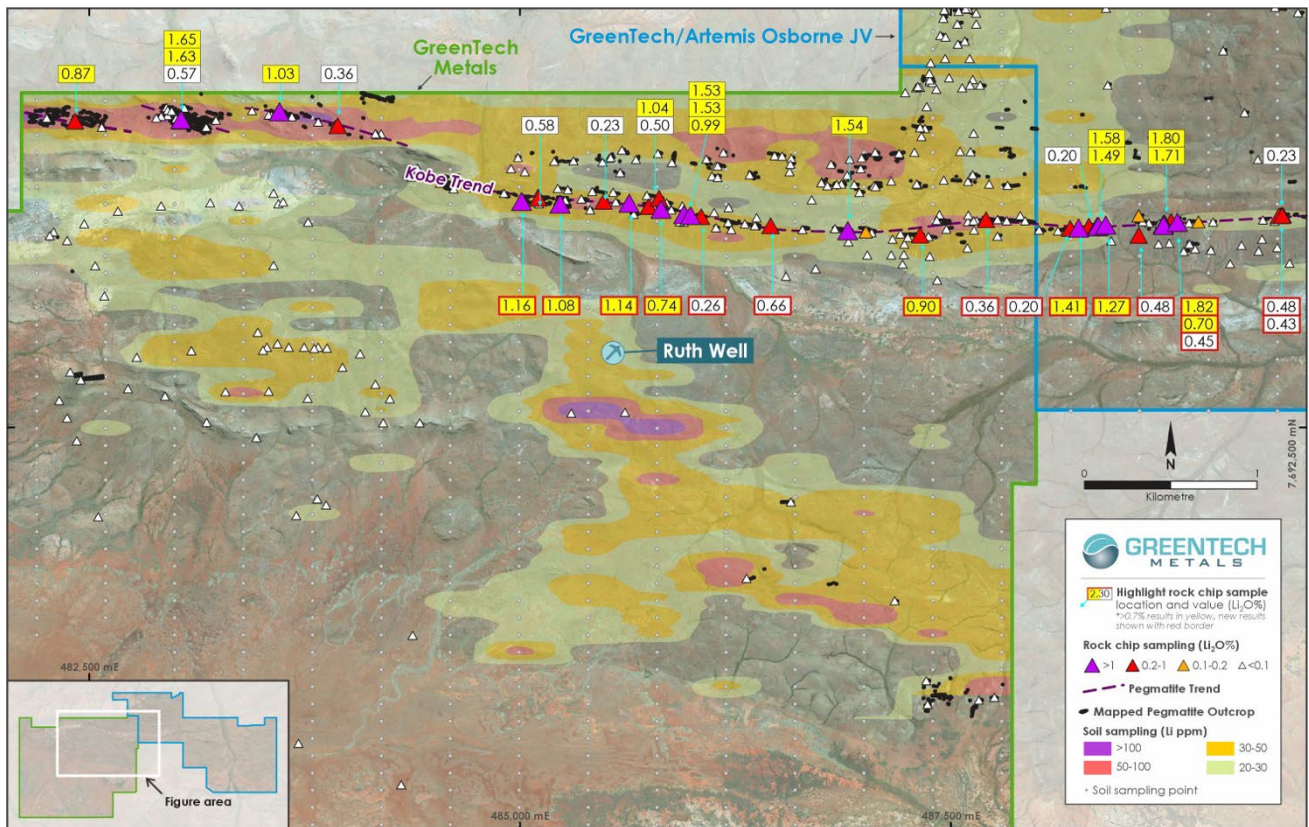 GreenTech/Artemis Osborne JV
GreenTech
Metals
1.65
1.63
0.57
0.87
1.03
0.36
1.53
1.53
0.99
1.04
0.50
0.58
0.23
1.54
1.58
1.49
0.20
1.80
1.71
0.23
Kobe Trend
1.16
1.08
1.14
0.74
0.26
0.66
0.90
0.36
0.20
1.41
1.27
0.48
1.82
0.70
0.45
0.48
0.43
Ruth Well
7,692,500 mN
N
0 1
Kilometre
GREENTECH
METALS
2.30 Highlight rock chip sample
location and value (Li₂O%)
*>0.7% results in yellow, new results
shown with red border
Rock chip sampling (Li₂O%)
>1 0.2-1 0.1-0.2 <0.1
Pegmatite Trend
Mapped Pegmatite Outcrop
Soil sampling (Li ppm)
>100 30-50
50-100 20-30
Soil sampling point
482,500 mE
Figure area
485,000 mE
487,500 mE